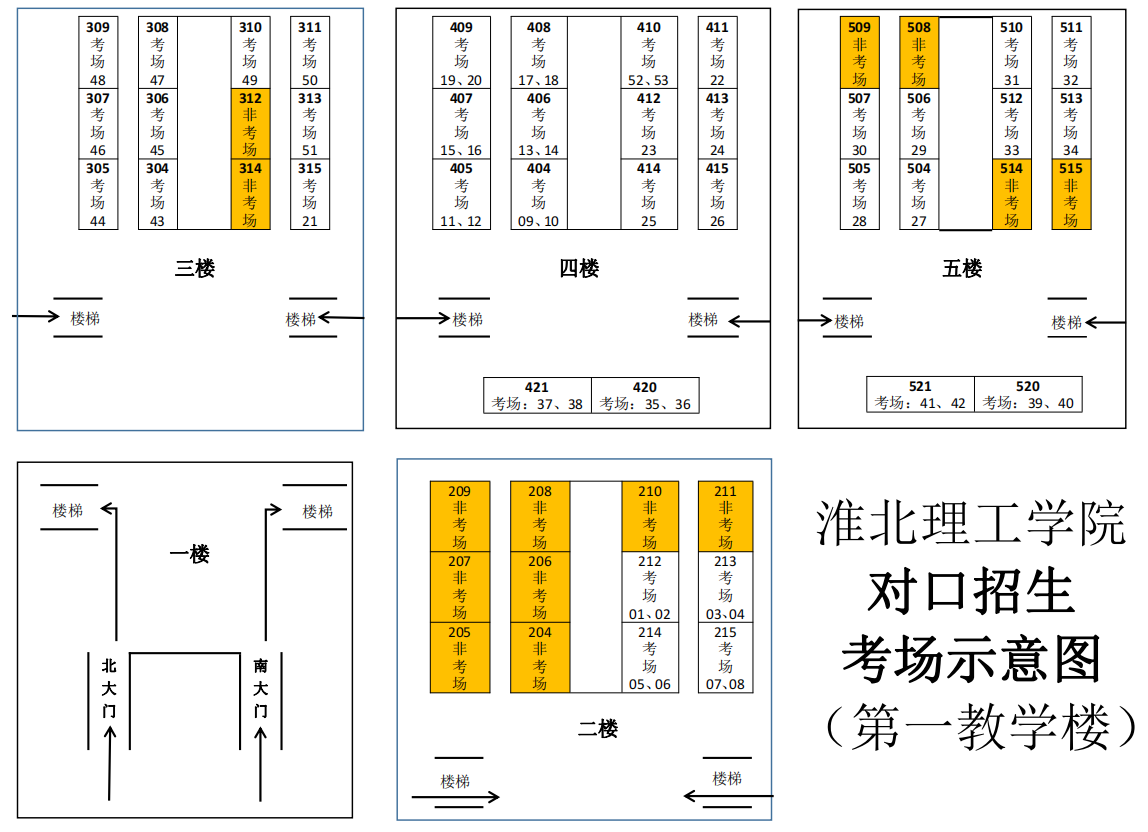 309 308 310 311
考 考 考 考
场 场 场 场
48 47 49 50
307 306 312 313
考 考 非 考
场 场 考 场
46 45 场 51
305 304 314 315
考 考 非 考
场 场 考 场
44 43 场 21
三楼
楼梯 楼梯
409 408 410 411
考 考 考 考
场 场 场 场
19、20 17、18 52、53 22
407 406 412 413
考 考 考 考
场 场 场 场
15、16 13、14 23 24
405 404 414 415
考 考 考 考
场 场 场 场
11、12 09、10 25 26
四楼
楼梯 楼梯
421 420
考场：37、38 考场：35、36
509 508 510 511
非 非 考 考
考 考 场 场
场 场 31 32
507 506 512 513
考 考 考 考
场 场 场 场
30 29 33 34
505 504 514 515
考 考 非 非
场 场 考 考
28 27 场 场
五楼
楼梯 楼梯
521 520
考场：41、42 考场：39、40
楼梯 楼梯
一楼
北 南
大 大
门 门
209 208 210 211
非 非 非 非
考 考 考 考
场 场 场 场
207 206 212 213
非 非 考 考
考 考 场 场
场 场 01、02 03、04
205 204 214 215
非 非 考 考
考 考 场 场
场 场 05、06 07、08
二楼
楼梯 楼梯
淮北理工学院
对口招生
考场示意图
（第一教学楼）